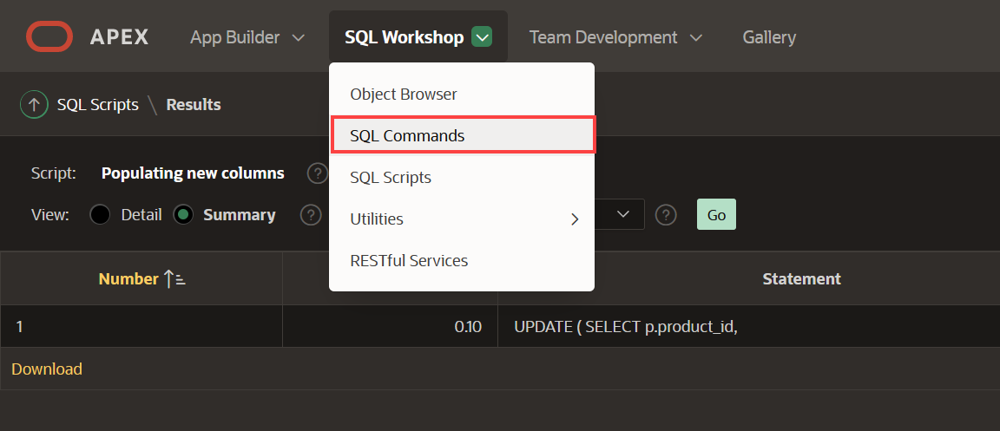 APEX App Builder SQL Workshop Team Development Gallery
SQL Scripts \ Results
Object Browser
SQL Commands
Script: Populating new columns ?
SQL Scripts
View: Detail Summary ? ? Go
Utilities
RESTful Services
Number Statement
1 0.10 UPDATE ( SELECT p.product_id,
Download